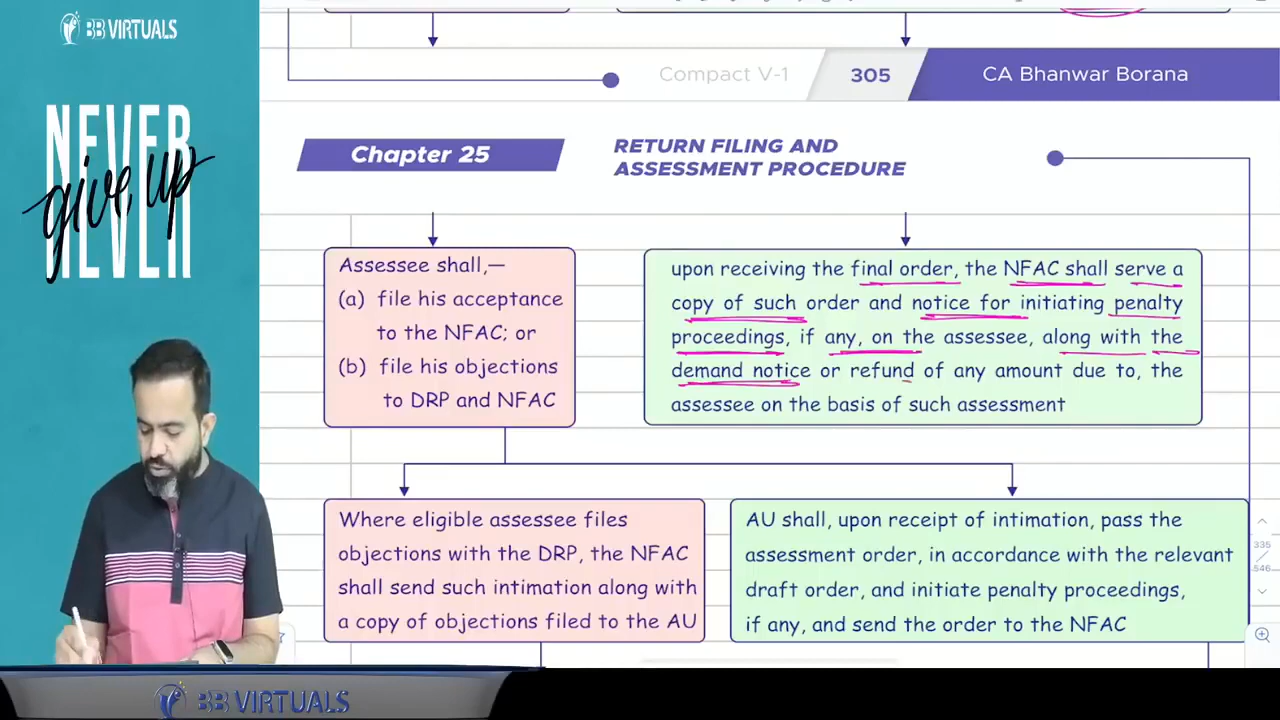 BB VIRTUALS
NEVER
give up
NEVER
Compact V-1
305
CA Bhanwar Borana
Chapter 25
RETURN FILING AND
ASSESSMENT PROCEDURE
Assessee shall,—
(a) file his acceptance
to the NFAC; or
(b) file his objections
to DRP and NFAC
upon receiving the final order, the NFAC shall serve a
copy of such order and notice for initiating penalty
proceedings, if any, on the assessee, along with the
demand notice or refund of any amount due to, the
assessee on the basis of such assessment
Where eligible assessee files
objections with the DRP, the NFAC
shall send such intimation along with
a copy of objections filed to the AU
AU shall, upon receipt of intimation, pass the
assessment order, in accordance with the relevant
draft order, and initiate penalty proceedings,
if any, and send the order to the NFAC
335
546
BB VIRTUALS